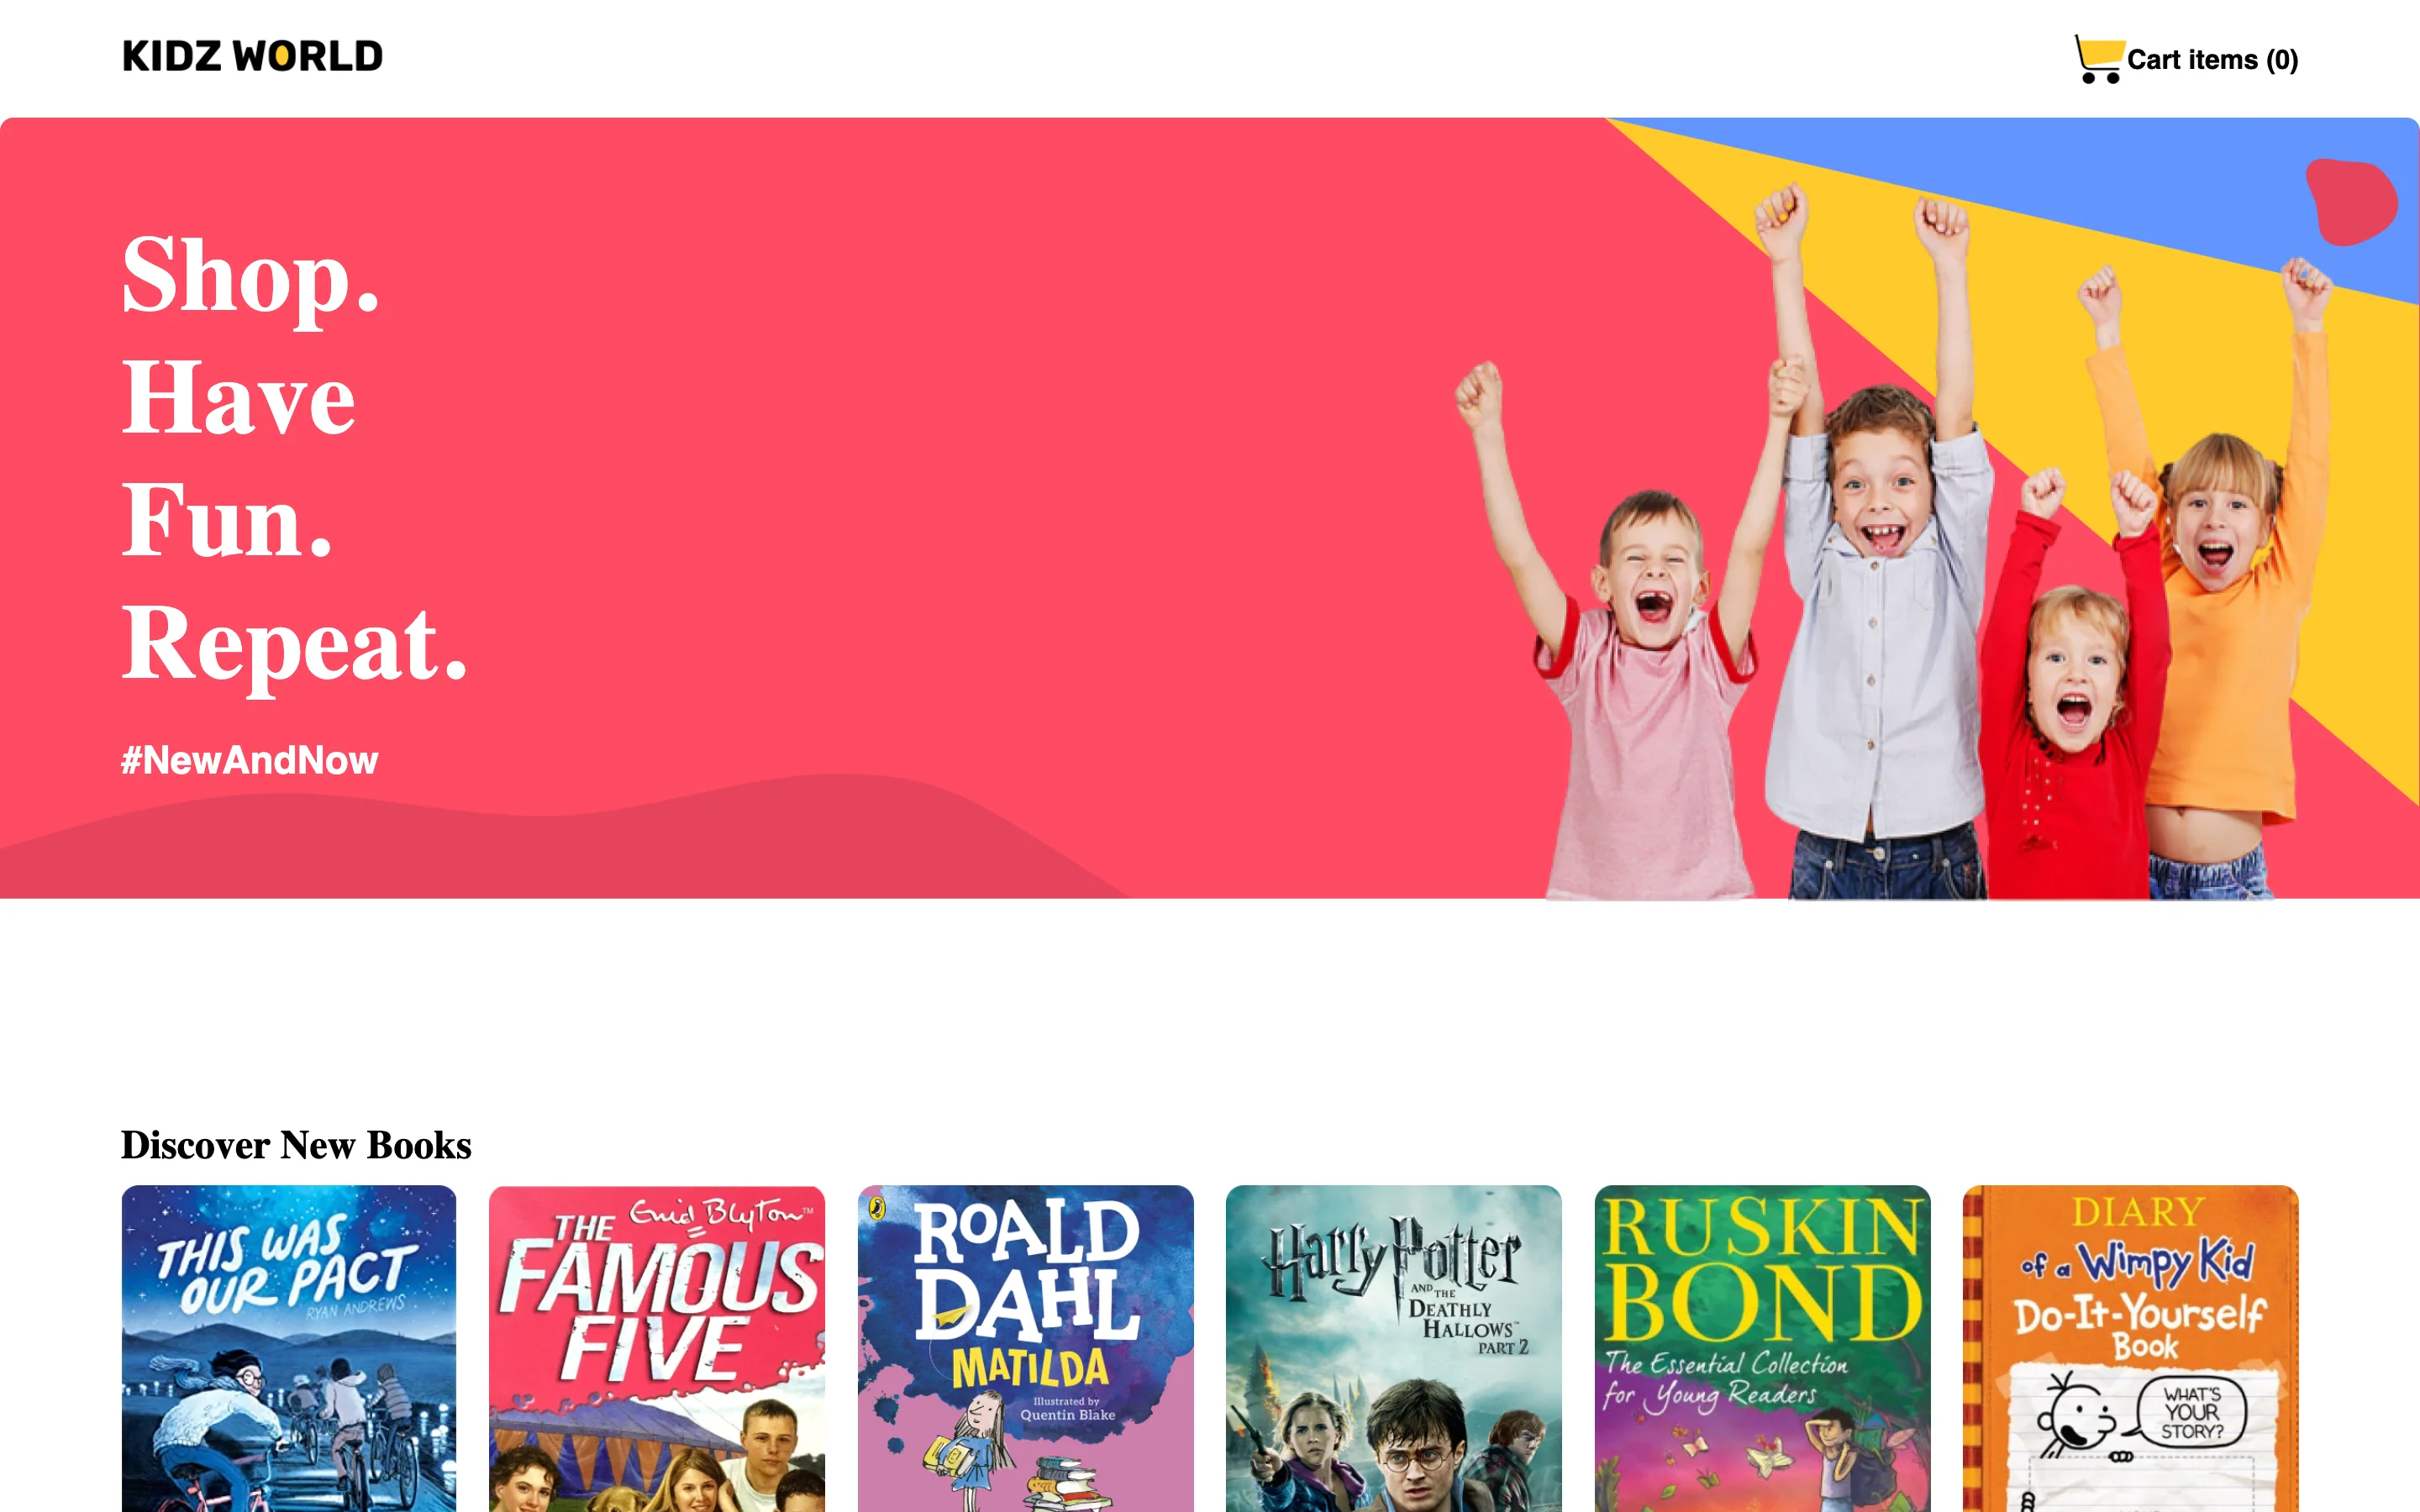 KIDZ WORLD
Cart items (0)
Shop.
Have
Fun.
Repeat.
#NewAndNow
Discover New Books
THIS WAS
OUR PACT
RYAN ANDREWS
Enid Blyton™
THE
FAMOUS
FIVE
ROALD
DAHL
MATILDA
Illustrated by
Quentin Blake
Harry Potter
AND THE
DEATHLY
HALLOWS™
PART 2
RUSKIN
BOND
The Essential Collection
for Young Readers
DIARY
of a Wimpy Kid
Do-It-Yourself
Book
WHAT'S
YOUR
STORY?